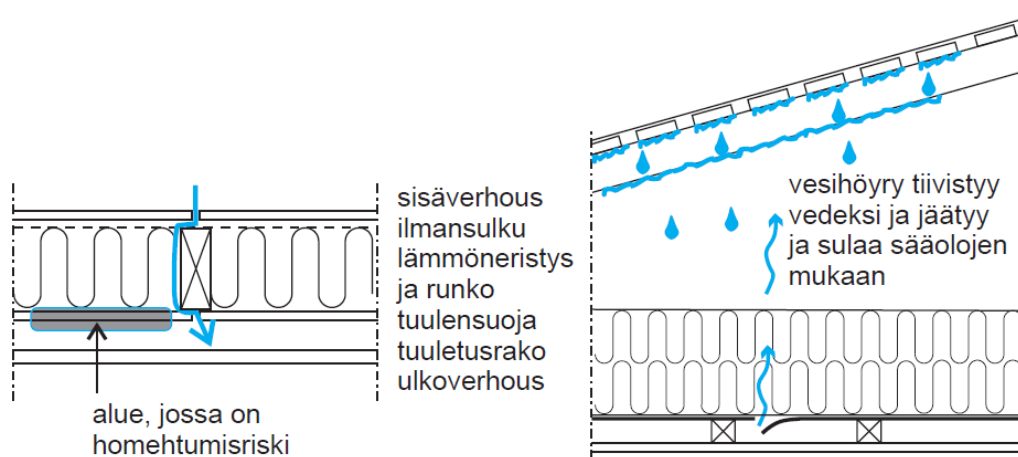 sisäverhous
ilmansulku
lämmöneristys
ja runko
tuulensuoja
tuuletusrako
ulkoverhous
alue, jossa on
homehtumisriski
vesihöyry tiivistyy
vedeksi ja jäätyy
ja sulaa sääolojen
mukaan